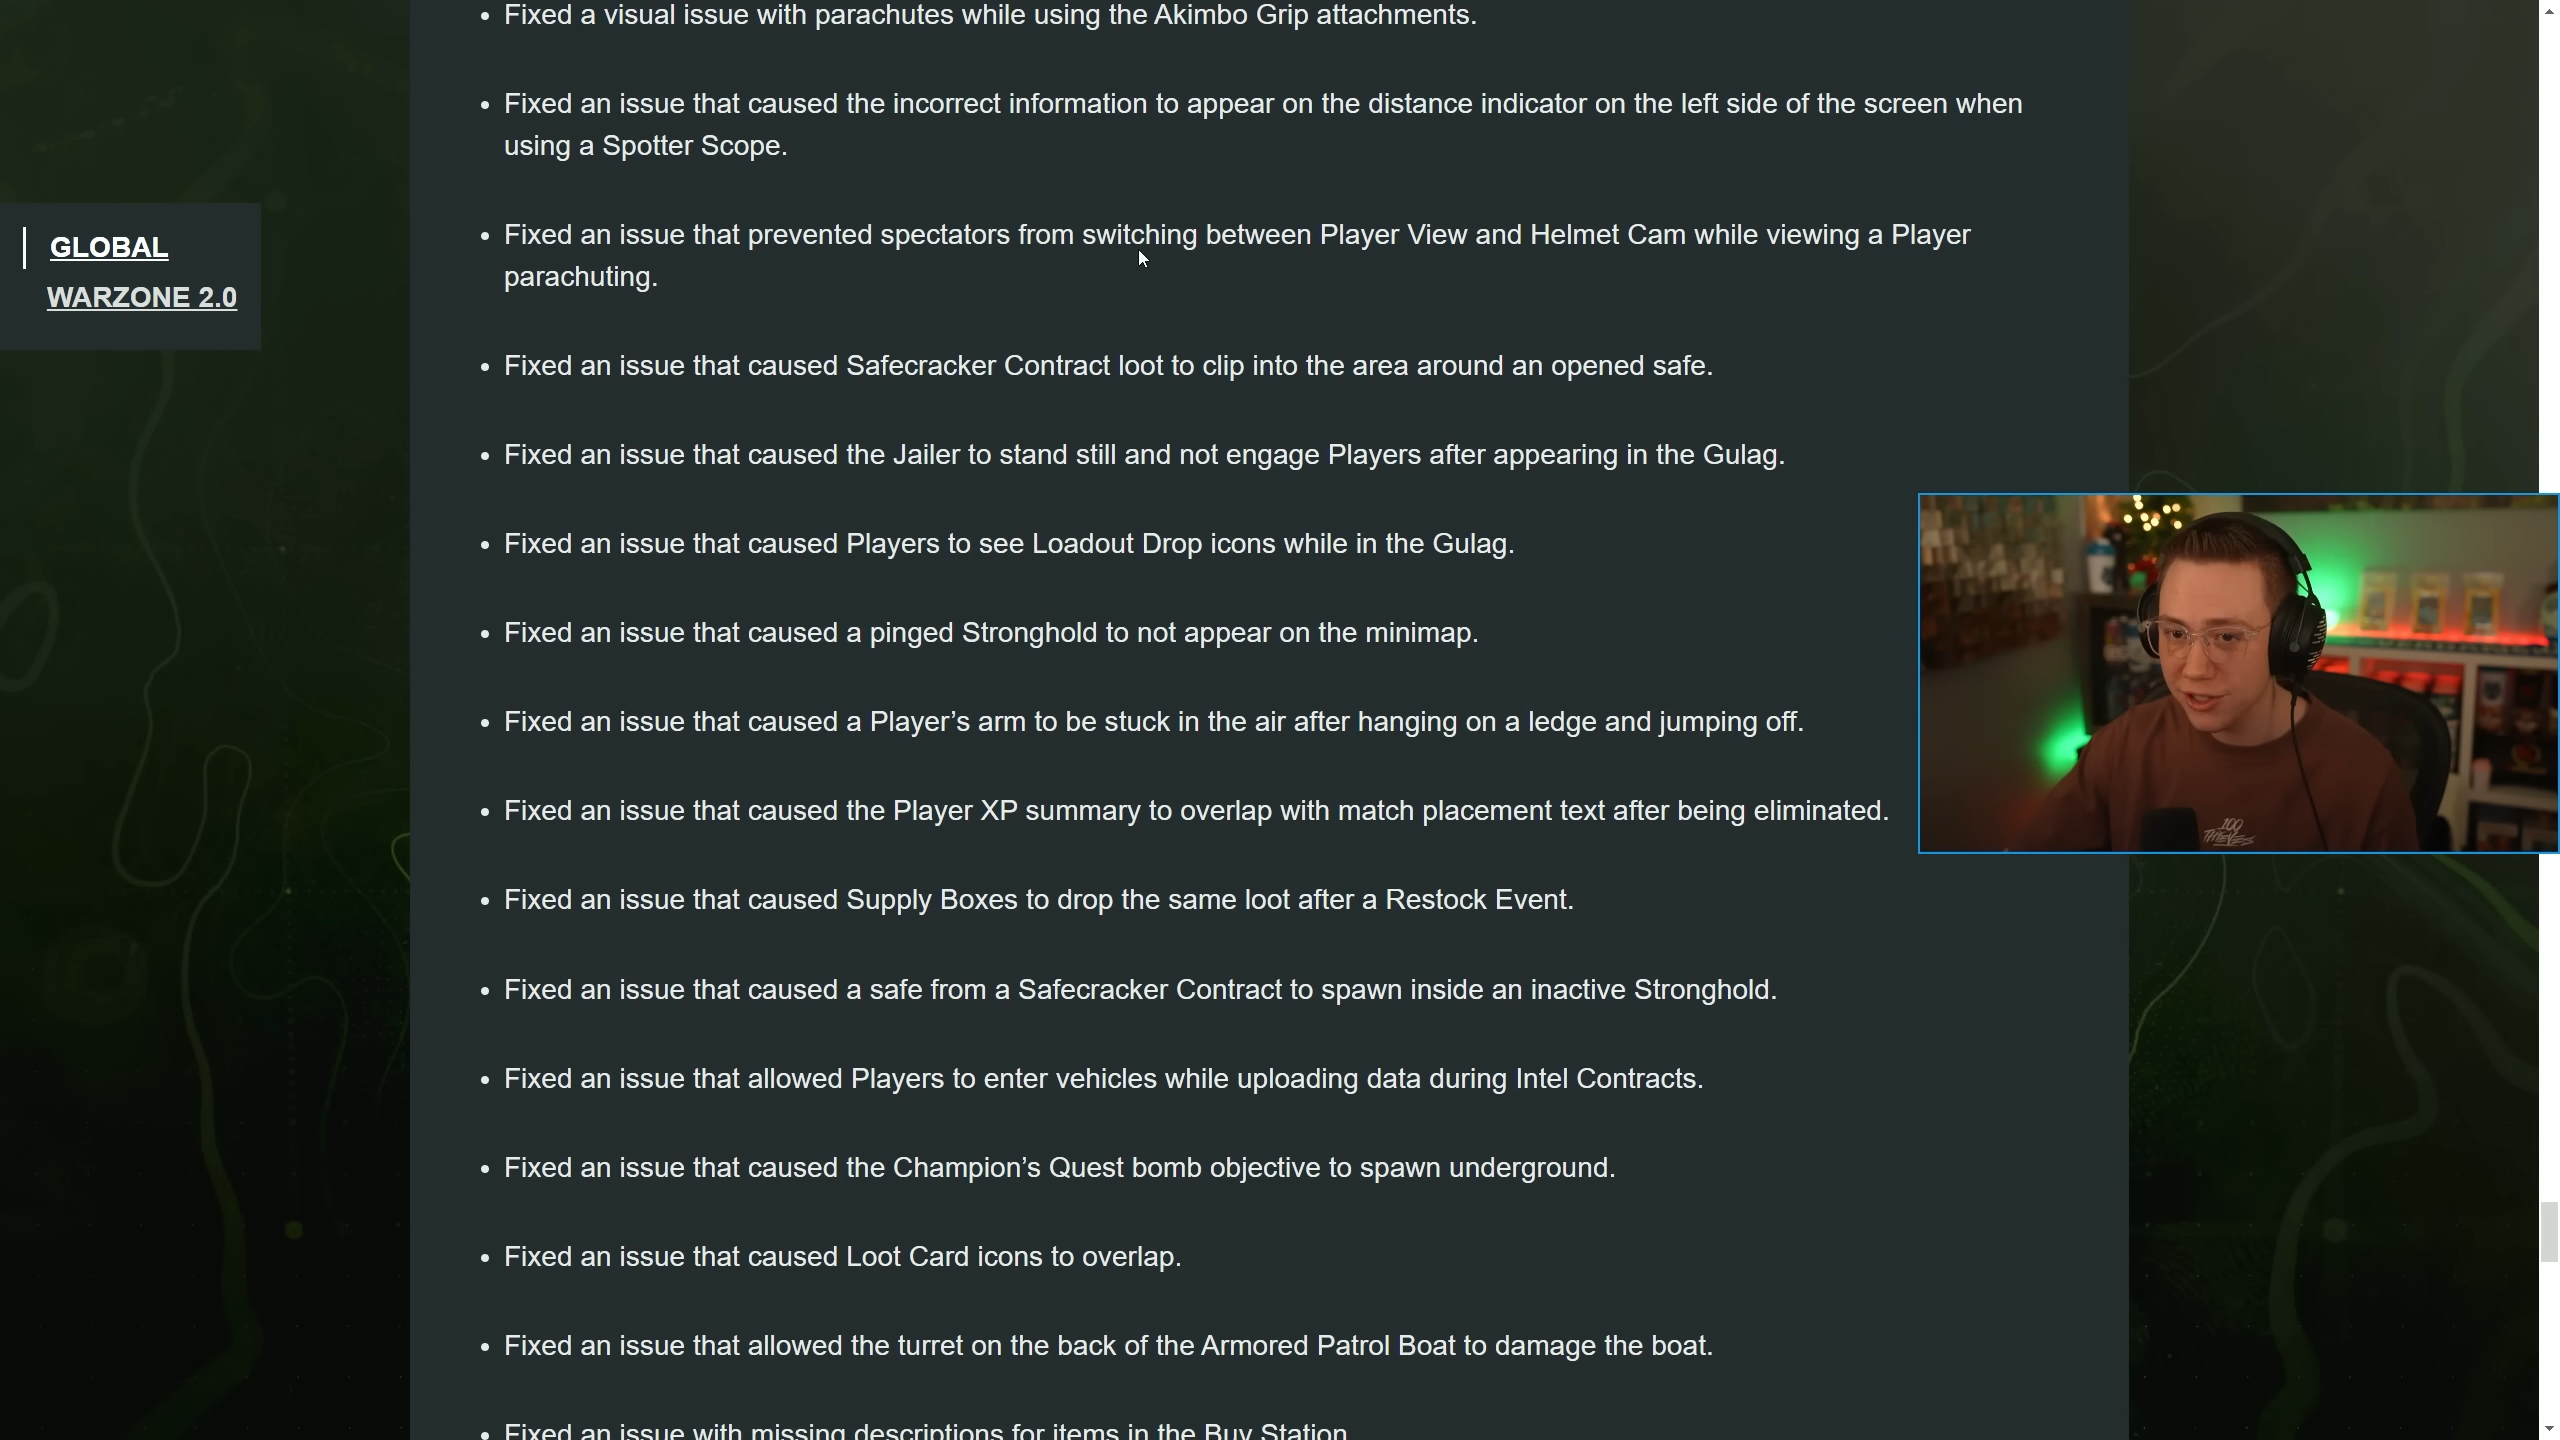 Fixed a visual issue with parachutes while using the Akimbo Grip attachments.
Fixed an issue that caused the incorrect information to appear on the distance indicator on the left side of the screen when
using a Spotter Scope.
GLOBAL
WARZONE 2.0
Fixed an issue that prevented spectators from switching between Player View and Helmet Cam while viewing a Player
parachuting.
Fixed an issue that caused Safecracker Contract loot to clip into the area around an opened safe.
Fixed an issue that caused the Jailer to stand still and not engage Players after appearing in the Gulag.
Fixed an issue that caused Players to see Loadout Drop icons while in the Gulag.
Fixed an issue that caused a pinged Stronghold to not appear on the minimap.
Fixed an issue that caused a Player’s arm to be stuck in the air after hanging on a ledge and jumping off.
Fixed an issue that caused the Player XP summary to overlap with match placement text after being eliminated.
100
THIEVES
Fixed an issue that caused Supply Boxes to drop the same loot after a Restock Event.
Fixed an issue that caused a safe from a Safecracker Contract to spawn inside an inactive Stronghold.
Fixed an issue that allowed Players to enter vehicles while uploading data during Intel Contracts.
Fixed an issue that caused the Champion’s Quest bomb objective to spawn underground.
Fixed an issue that caused Loot Card icons to overlap.
Fixed an issue that allowed the turret on the back of the Armored Patrol Boat to damage the boat.
Fixed an issue with missing descriptions for items in the Buy Station